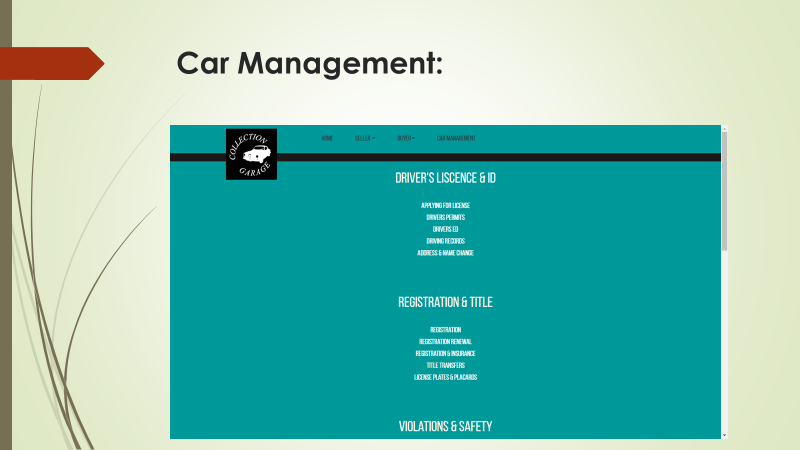 Car Management:
COLLECTION
GARAGE
HOME SELLER BUYER CAR MANAGEMENT
DRIVER'S LISCENCE & ID
APPLYING FOR LICENSE
DRIVERS PERMITS
DRIVERS ED
DRIVING RECORDS
ADDRESS & NAME CHANGE
REGISTRATION & TITLE
REGISTRATION
REGISTRATION RENEWAL
REGISTRATION & INSURANCE
TITLE TRANSFERS
LICENSE PLATES & PLACARDS
VIOLATIONS & SAFETY